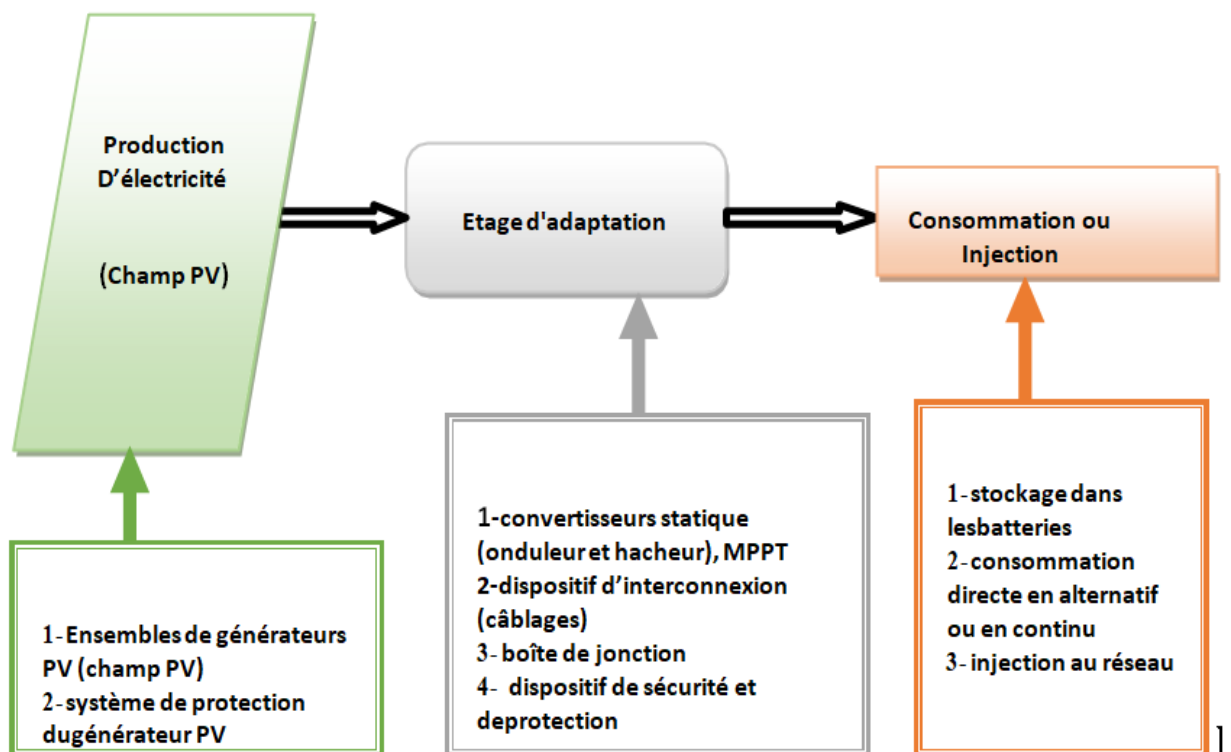 Production
D'électricité
(Champ PV)
Etage d'adaptation
Consommation ou
Injection
1- Ensembles de générateurs
PV (champ PV)
2- système de protection
dugénérateur PV
1-convertisseurs statique
(onduleur et hacheur), MPPT
2-dispositif d'interconnexion
(câblages)
3- boîte de jonction
4- dispositif de sécurité et
deprotection
1- stockage dans
lesbatteries
2- consommation
directe en alternatif
ou en continu
3- injection au réseau
]